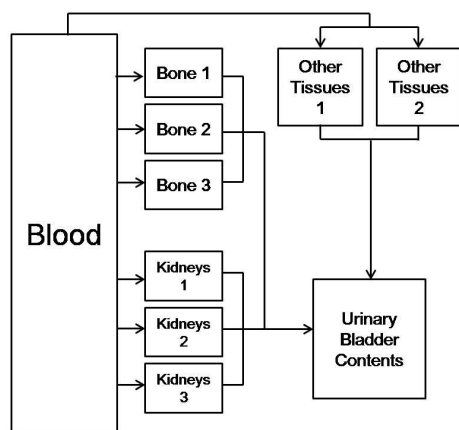 Blood
Bone 1
Bone 2
Bone 3
Kidneys
1
Kidneys
2
Kidneys
3
Other
Tissues
1
Other
Tissues
2
Urinary
Bladder
Contents